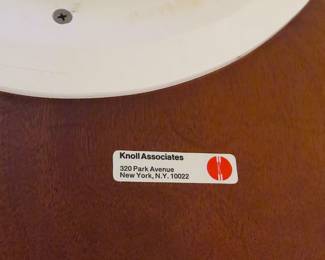 Knoll Associates
320 Park Avenue
New York, N.Y. 10022